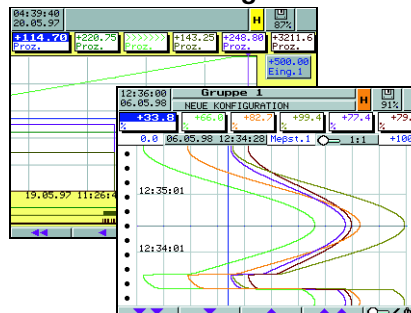 04:39:40
20.05.97
H
87%
+114.70 +220.75 >>>>>> +143.25 +248.80 +3211.6
Proz. Proz. Proz. Proz. Proz. Proz.
+500.00
Eing.1
19.05.97 11:26:4
12:36:00 Gruppe 1
06.05.98 NEUE KONFIGURATION
H
91%
+33.8 +66.0 +82.7 +99.4 +77.4 +79.
% % % % % %
0.0 06.05.98 12:34:28 Meβst.1 1:1 +100
12:35:01
12:34:01